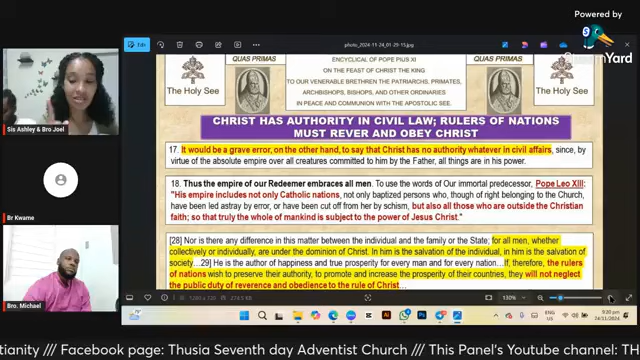 Powered by
StreamYard
Edit
photo_2024-11-24_01-29-15.jpg
ENCYCLICAL OF POPE PIUS XI
QUAS PRIMAS
ON THE FEAST OF CHRIST THE KING
QUAS PRIMAS
TO OUR VENERABLE BRETHREN THE PATRIARCHS, PRIMATES,
ARCHBISHOPS, BISHOPS, AND OTHER ORDINARIES
IN PEACE AND COMMUNION WITH THE APOSTOLIC SEE.
The Holy See
The Holy See
CHRIST HAS AUTHORITY IN CIVIL LAW; RULERS OF NATIONS
MUST REVER AND OBEY CHRIST
17. It would be a grave error, on the other hand, to say that Christ has no authority whatever in civil affairs, since, by
virtue of the absolute empire over all creatures committed to him by the Father, all things are in his power.
18. Thus the empire of our Redeemer embraces all men. To use the words of Our immortal predecessor, Pope Leo XIII:
"His empire includes not only Catholic nations, not only baptized persons who, though of right belonging to the Church,
have been led astray by error, or have been cut off from her by schism, but also all those who are outside the Christian
faith; so that truly the whole of mankind is subject to the power of Jesus Christ."
[28] Nor is there any difference in this matter between the individual and the family or the State; for all men, whether
collectively or individually, are under the dominion of Christ. In him is the salvation of the individual, in him is the salvation of
society...29] He is the author of happiness and true prosperity for every man and for every nation...If, therefore, the rulers
of nations wish to preserve their authority, to promote and increase the prosperity of their countries, they will not neglect
the public duty of reverence and obedience to the rule of Christ...
Sis Ashley & Bro Joel
Br Kwame
Bro. Michael
1280 x 720
274.5 KB
130%
ENG
US
9:20 pm
24/11/2024
tianity /// Facebook page: Thusia Seventh day Adventist Church /// This Panel's Youtube channel: TH